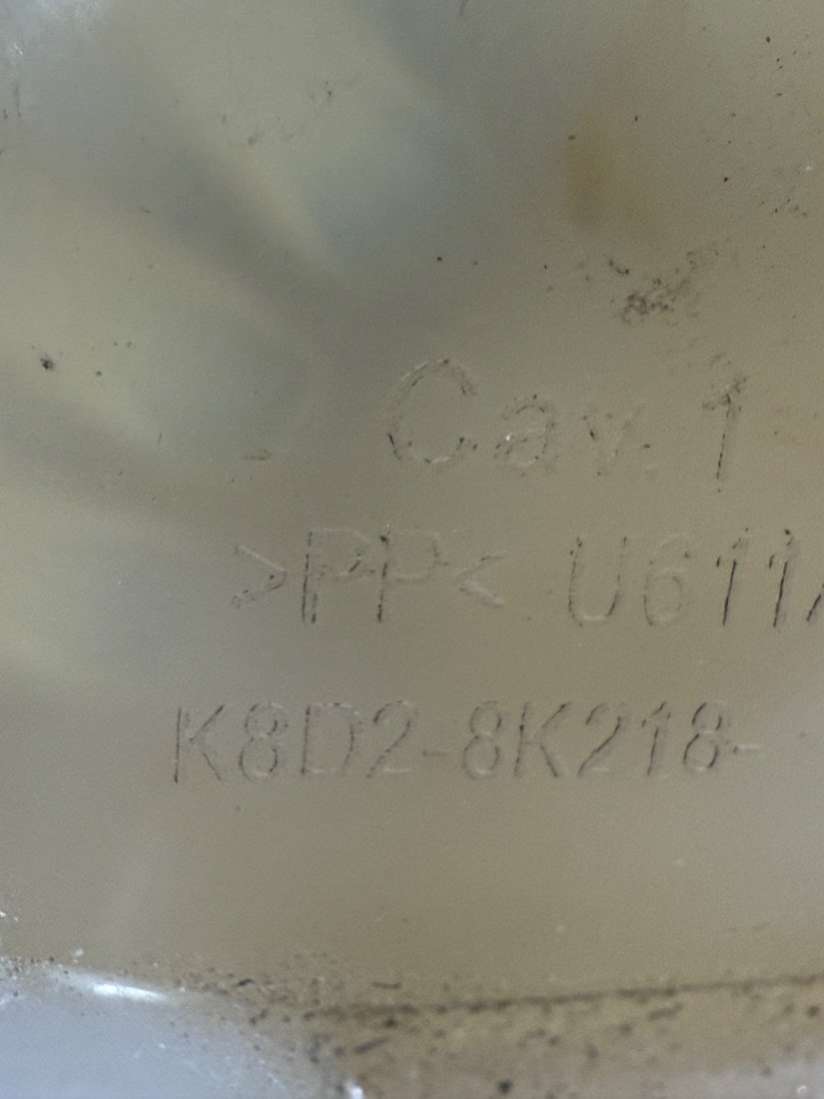 Cav. 1
>PP< U611
K8D2-8K218-